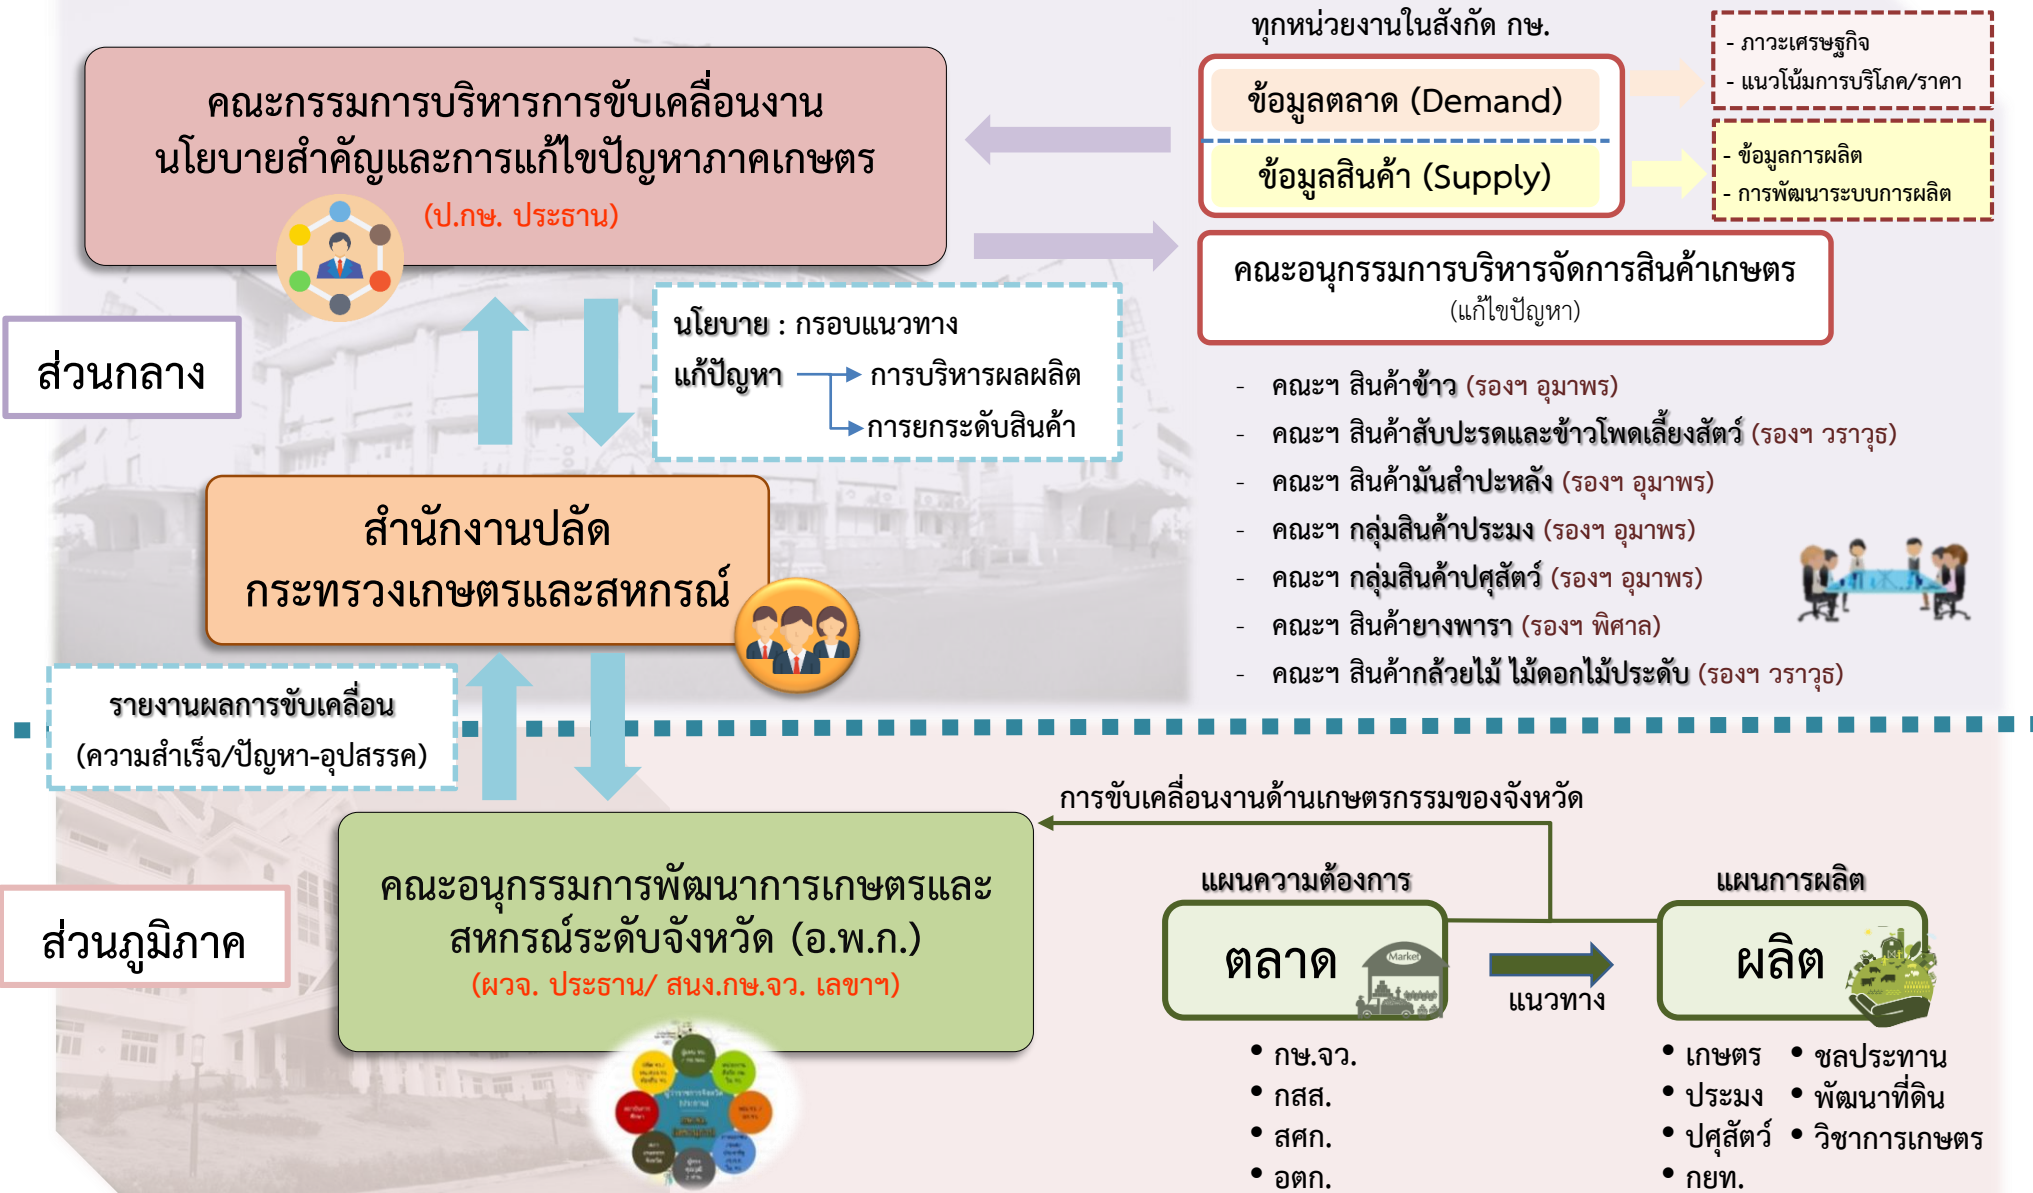 ทุกหน่วยงานในสังกัด กษ.
คณะกรรมการบริหารการขับเคลื่อนงาน
นโยบายสำคัญและการแก้ไขปัญหาภาคเกษตร
(ป.กษ. ประธาน)
ข้อมูลตลาด (Demand)
ข้อมูลสินค้า (Supply)
- ภาวะเศรษฐกิจ
- แนวโน้มการบริโภค/ราคา
- ข้อมูลการผลิต
- การพัฒนาระบบการผลิต
คณะอนุกรรมการบริหารจัดการสินค้าเกษตร
(แก้ไขปัญหา)
ส่วนกลาง
นโยบาย : กรอบแนวทาง
แก้ปัญหา การบริหารผลผลิต
การยกระดับสินค้า
- คณะฯ สินค้าข้าว (รองฯ อุมาพร)
- คณะฯ สินค้าสับปะรดและข้าวโพดเลี้ยงสัตว์ (รองฯ วราวุธ)
- คณะฯ สินค้ามันสำปะหลัง (รองฯ อุมาพร)
- คณะฯ กลุ่มสินค้าประมง (รองฯ อุมาพร)
- คณะฯ กลุ่มสินค้าปศุสัตว์ (รองฯ อุมาพร)
- คณะฯ สินค้ายางพารา (รองฯ พิศาล)
- คณะฯ สินค้ากล้วยไม้ ไม้ดอกไม้ประดับ (รองฯ วราวุธ)
สำนักงานปลัด
กระทรวงเกษตรและสหกรณ์
รายงานผลการขับเคลื่อน
(ความสำเร็จ/ปัญหา-อุปสรรค)
ส่วนภูมิภาค
คณะอนุกรรมการพัฒนาการเกษตรและ
สหกรณ์ระดับจังหวัด (อ.พ.ก.)
(ผวจ. ประธาน/ สนง.กษ.จว. เลขาฯ)
การขับเคลื่อนงานด้านเกษตรกรรมของจังหวัด
แผนความต้องการ
ตลาด
Market
แนวทาง
แผนการผลิต
ผลิต
• กษ.จว.
• กสส.
• สศก.
• อตก.
• เกษตร
• ประมง
• ปศุสัตว์
• กยท.
• ชลประทาน
• พัฒนาที่ดิน
• วิชาการเกษตร